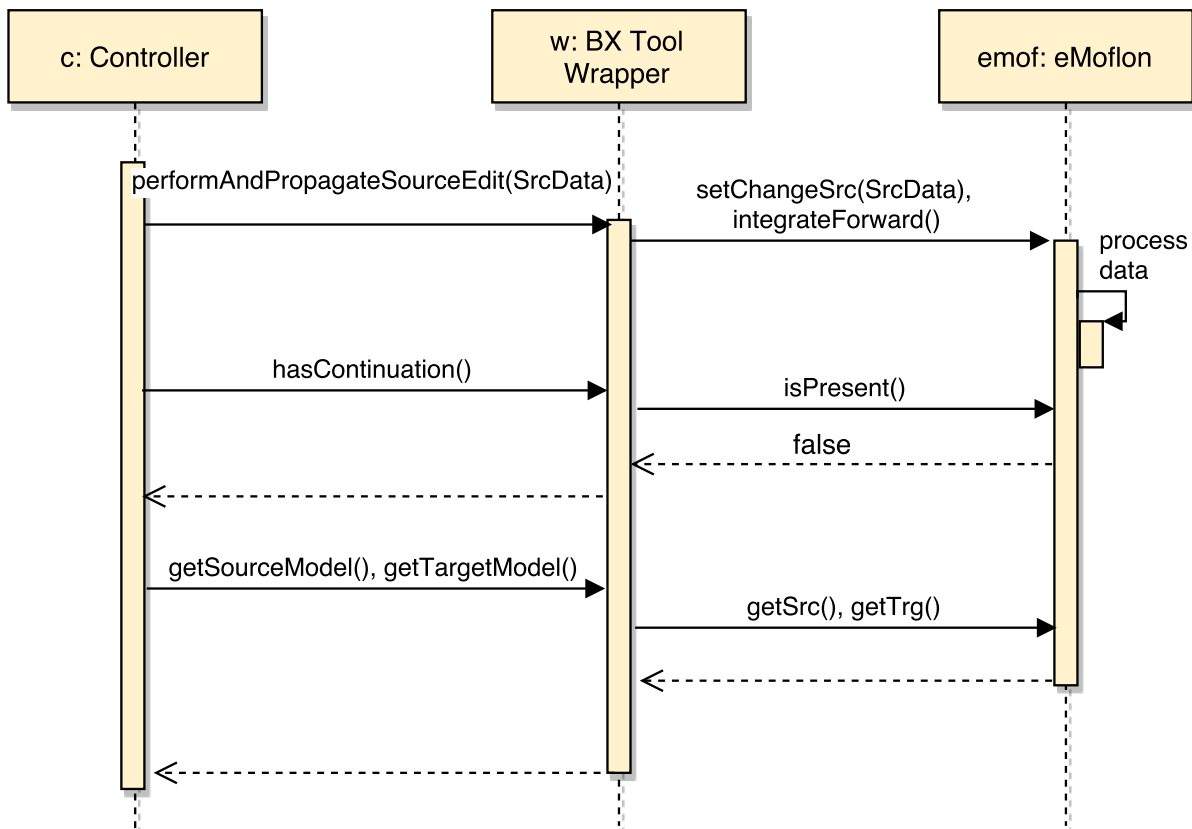 c: Controller
w: BX Tool
Wrapper
emof: eMoflon
performAndPropagateSourceEdit(SrcData)
setChangeSrc(SrcData),
integrateForward()
process
data
hasContinuation()
isPresent()
false
getSourceModel(), getTargetModel()
getSrc(), getTrg()